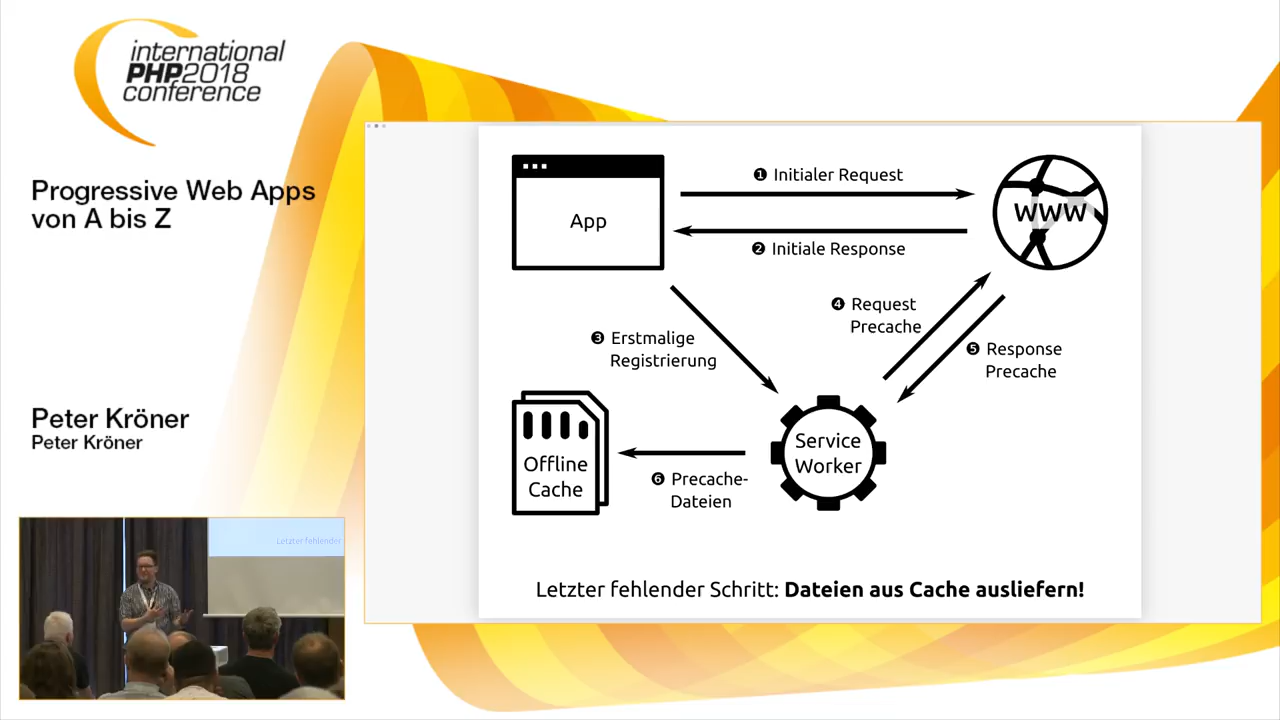 international
PHP2018
conference
Progressive Web Apps
von A bis Z
Peter Kröner
Peter Kröner
Letzter fehlender
App
❶ Initialer Request
❷ Initiale Response
www
❸ Erstmalige
Registrierung
❹ Request
Precache
❺ Response
Precache
Service
Worker
Offline
Cache
❻ Precache-
Dateien
Letzter fehlender Schritt: Dateien aus Cache ausliefern!